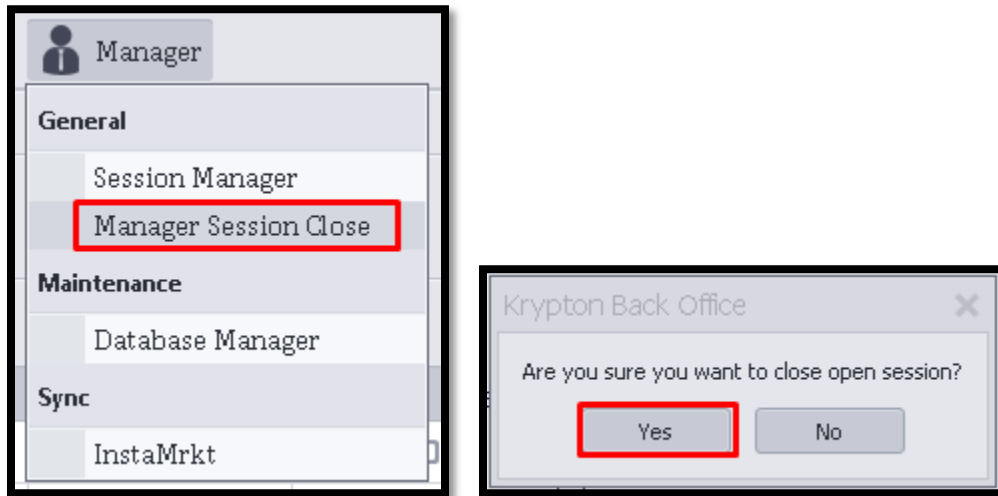 Manager
General
Session Manager
Manager Session Close
Maintenance
Database Manager
Sync
InstaMrkt
Krypton Back Office
Are you sure you want to close open session?
Yes
No